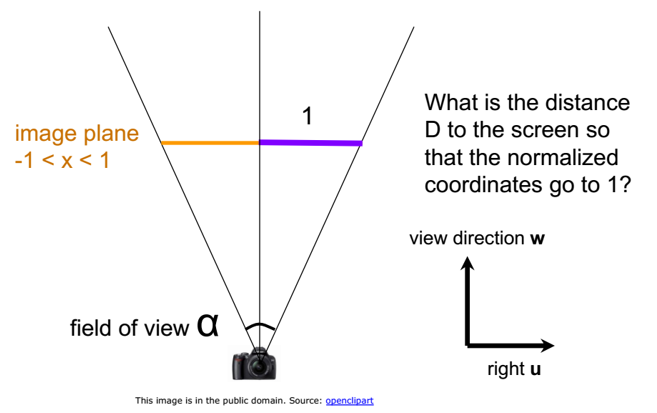 1
What is the distance
D to the screen so
that the normalized
coordinates go to 1?
image plane
-1 < x < 1
view direction w
field of view α
right u
This image is in the public domain. Source: openclipart